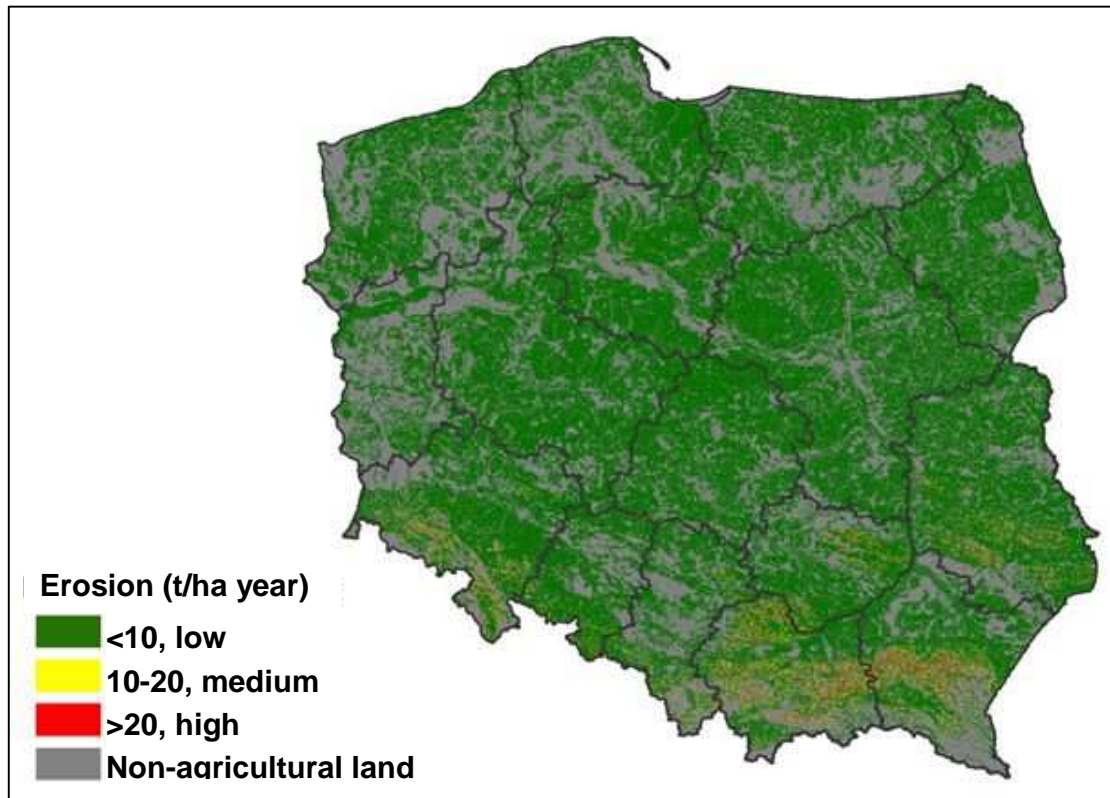 Erosion (t/ha year)
<10, low
10-20, medium
>20, high
Non-agricultural land